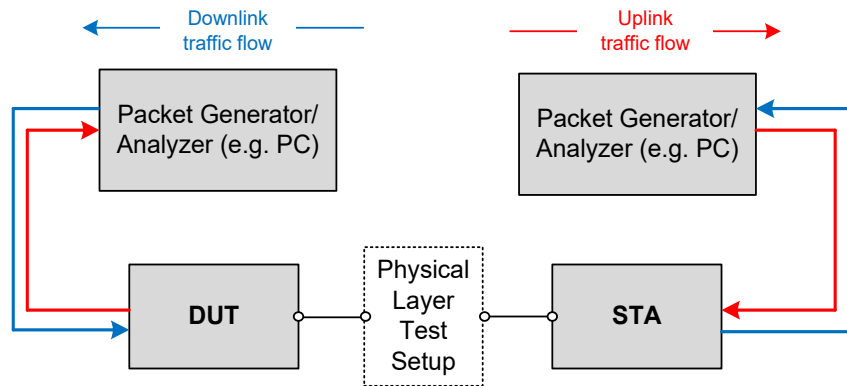 Downlink
traffic flow
Uplink
traffic flow
Packet Generator/
Analyzer (e.g. PC)
Packet Generator/
Analyzer (e.g. PC)
DUT
Physical
Layer
Test
Setup
STA